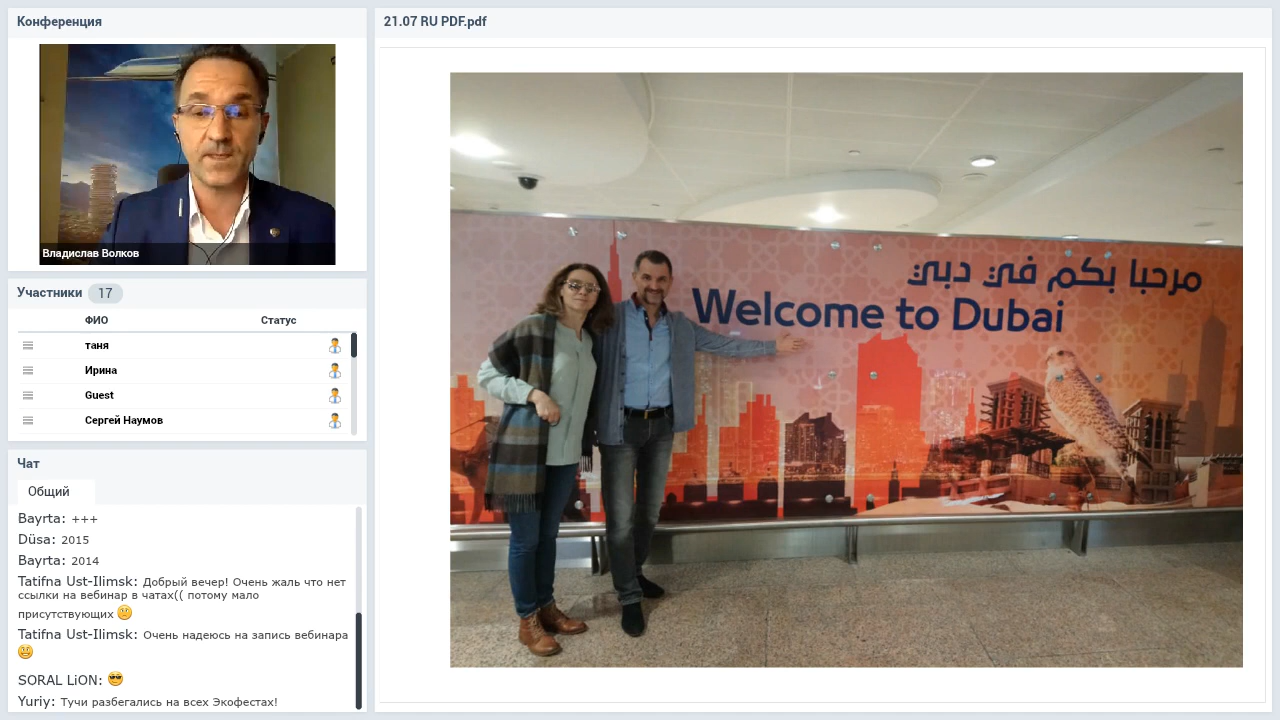 Конференция
Владислав Волков
Участники 17
ФИО Статус
таня
Ирина
Guest
Сергей Наумов
Чат
Общий
Bayrta: +++
Düsa: 2015
Bayrta: 2014
Tatifna Ust-Ilimsk: Добрый вечер! Очень жаль что нет
ссылки на вебинар в чатах(( потому мало
присутствующих
Tatifna Ust-Ilimsk: Очень надеюсь на запись вебинара
SORAL LiON:
Yuriy: Тучи разбегались на всех Экофестах!
21.07 RU PDF.pdf
مرحبا بكم في دبي
Welcome to Dubai